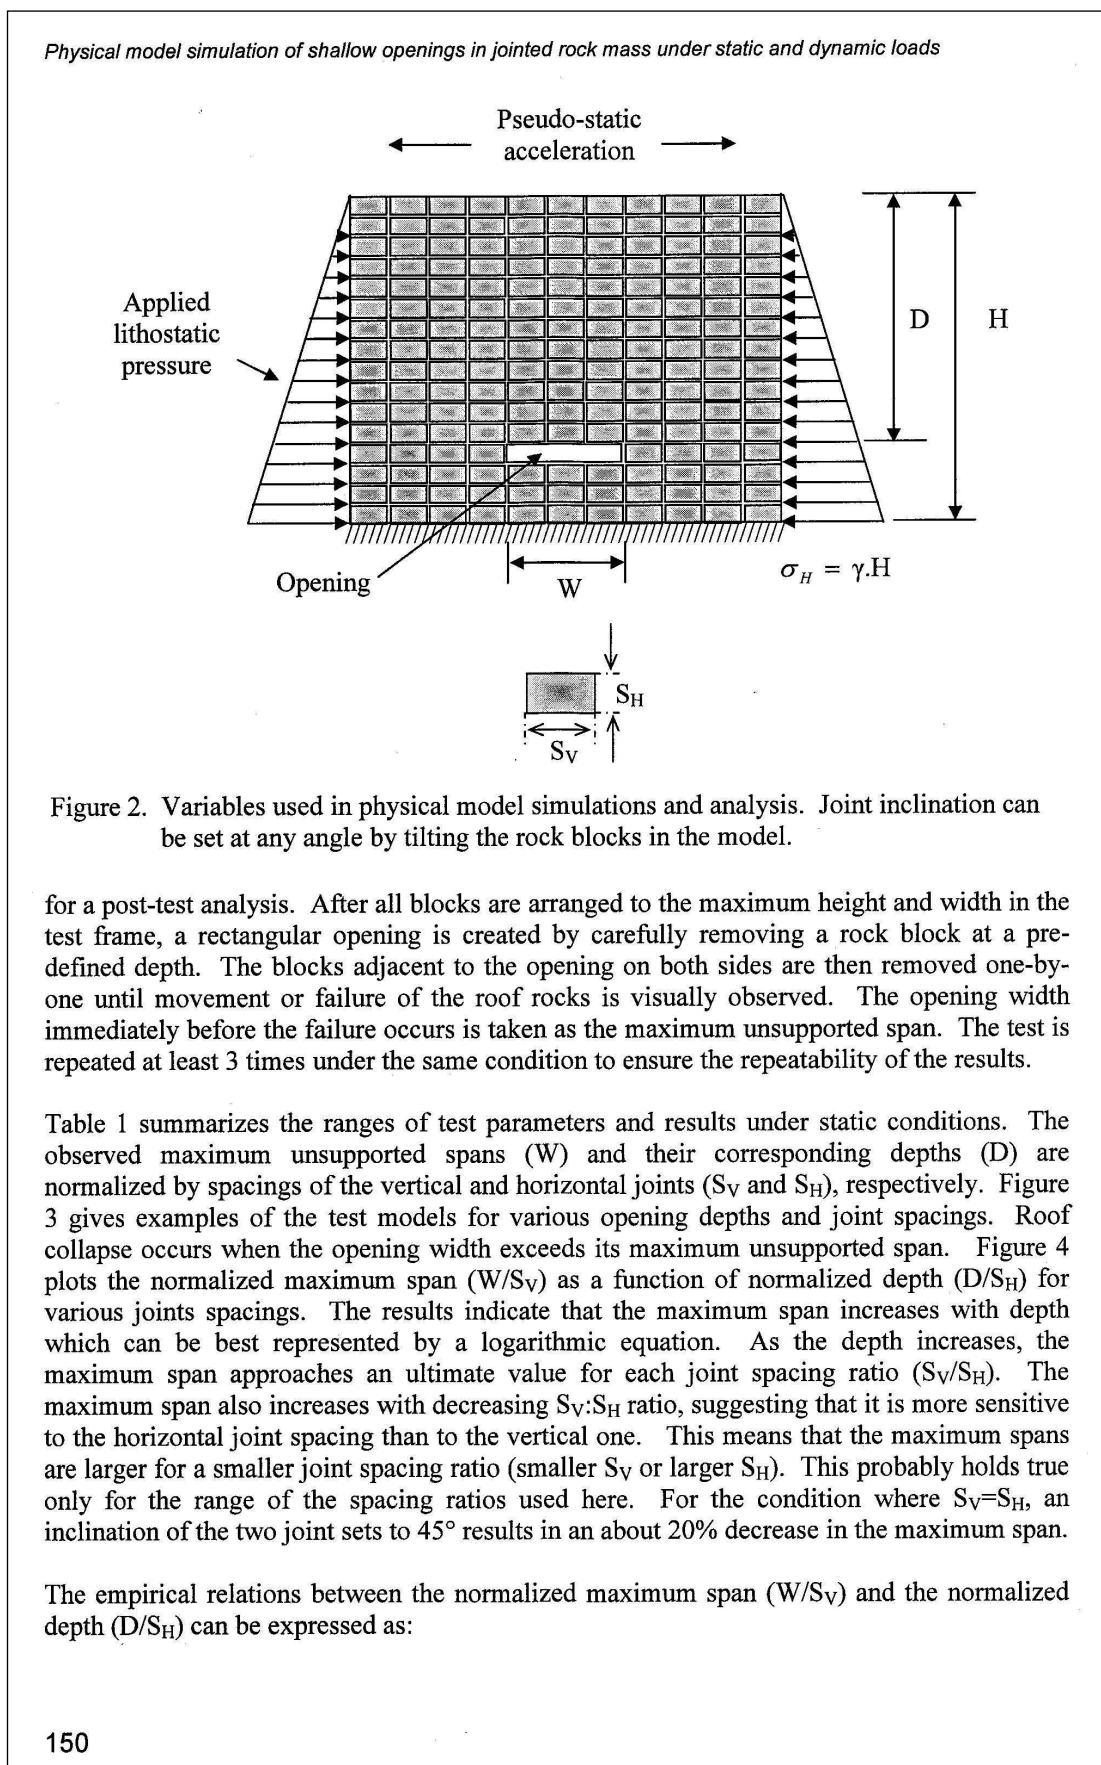 Physical model simulation of shallow openings in jointed rock mass under static and dynamic loads
Pseudo-static
acceleration
Applied
lithostatic
pressure
D
H
Opening
W
σH = γ.H
SH
SV
Figure 2. Variables used in physical model simulations and analysis. Joint inclination can
be set at any angle by tilting the rock blocks in the model.
for a post-test analysis. After all blocks are arranged to the maximum height and width in the
test frame, a rectangular opening is created by carefully removing a rock block at a pre-
defined depth. The blocks adjacent to the opening on both sides are then removed one-by-
one until movement or failure of the roof rocks is visually observed. The opening width
immediately before the failure occurs is taken as the maximum unsupported span. The test is
repeated at least 3 times under the same condition to ensure the repeatability of the results.
Table 1 summarizes the ranges of test parameters and results under static conditions. The
observed maximum unsupported spans (W) and their corresponding depths (D) are
normalized by spacings of the vertical and horizontal joints (SV and SH), respectively. Figure
3 gives examples of the test models for various opening depths and joint spacings. Roof
collapse occurs when the opening width exceeds its maximum unsupported span. Figure 4
plots the normalized maximum span (W/SV) as a function of normalized depth (D/SH) for
various joints spacings. The results indicate that the maximum span increases with depth
which can be best represented by a logarithmic equation. As the depth increases, the
maximum span approaches an ultimate value for each joint spacing ratio (SV/SH). The
maximum span also increases with decreasing SV:SH ratio, suggesting that it is more sensitive
to the horizontal joint spacing than to the vertical one. This means that the maximum spans
are larger for a smaller joint spacing ratio (smaller SV or larger SH). This probably holds true
only for the range of the spacing ratios used here. For the condition where SV=SH, an
inclination of the two joint sets to 45° results in an about 20% decrease in the maximum span.
The empirical relations between the normalized maximum span (W/SV) and the normalized
depth (D/SH) can be expressed as:
150